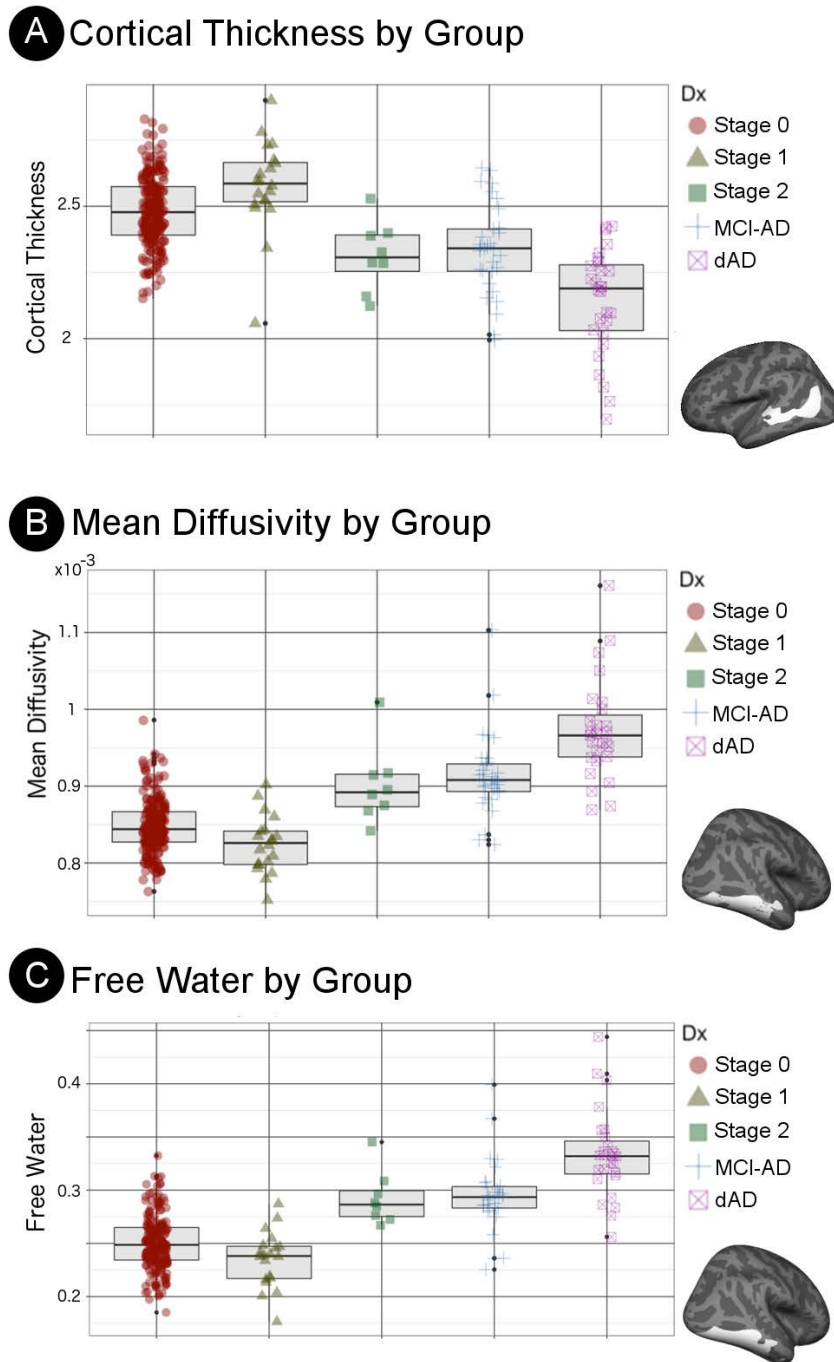 A Cortical Thickness by Group
Cortical Thickness
2.5
2
Dx
Stage 0
Stage 1
Stage 2
MCI-AD
dAD
B Mean Diffusivity by Group
x10-3
Mean Diffusivity
1.1
1
0.9
0.8
Dx
Stage 0
Stage 1
Stage 2
MCI-AD
dAD
C Free Water by Group
Free Water
0.4
0.3
0.2
Dx
Stage 0
Stage 1
Stage 2
MCI-AD
dAD